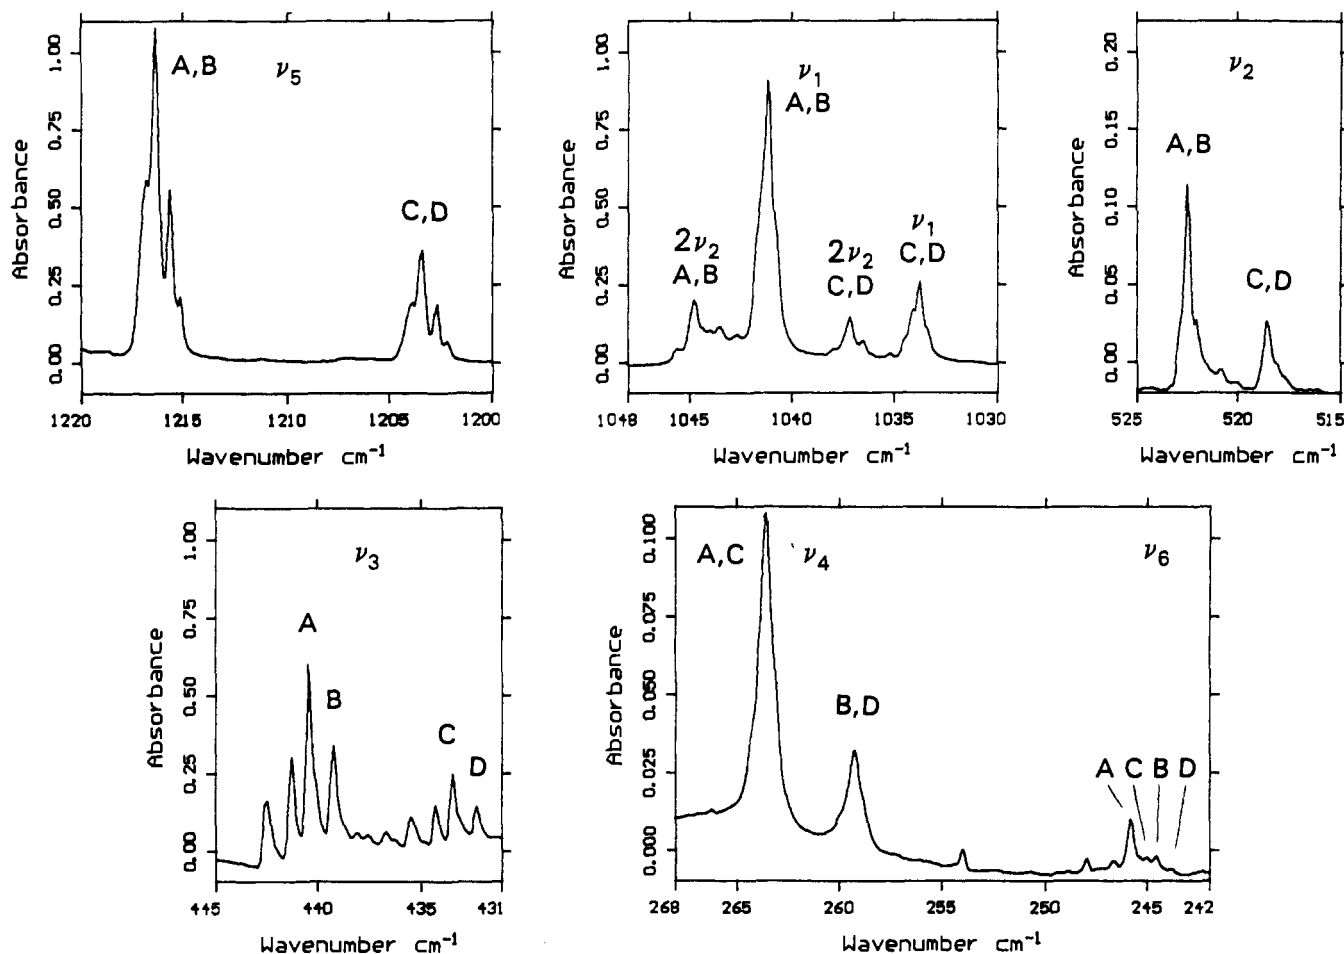 Absorbance
1.00
0.75
0.50
0.25
0.00
A,B
ν5
C,D
1220
1215
1210
1205
1200
Wavenumber cm-1
Absorbance
1.00
0.75
0.50
0.25
0.00
2ν2
A,B
ν1
A,B
2ν2
C,D
ν1
C,D
1048
1045
1040
1035
1030
Wavenumber cm-1
Absorbance
0.20
0.15
0.10
0.05
0.00
ν2
A,B
C,D
525
520
515
Wavenumber cm-1
Absorbance
1.00
0.75
0.50
0.25
0.00
ν3
A
B
C
D
445
440
435
431
Wavenumber cm-1
Absorbance
0.100
0.075
0.050
0.025
0.000
A,C
ν4
ν6
B,D
A C B D
268
265
260
254
250
245
242
Wavenumber cm-1